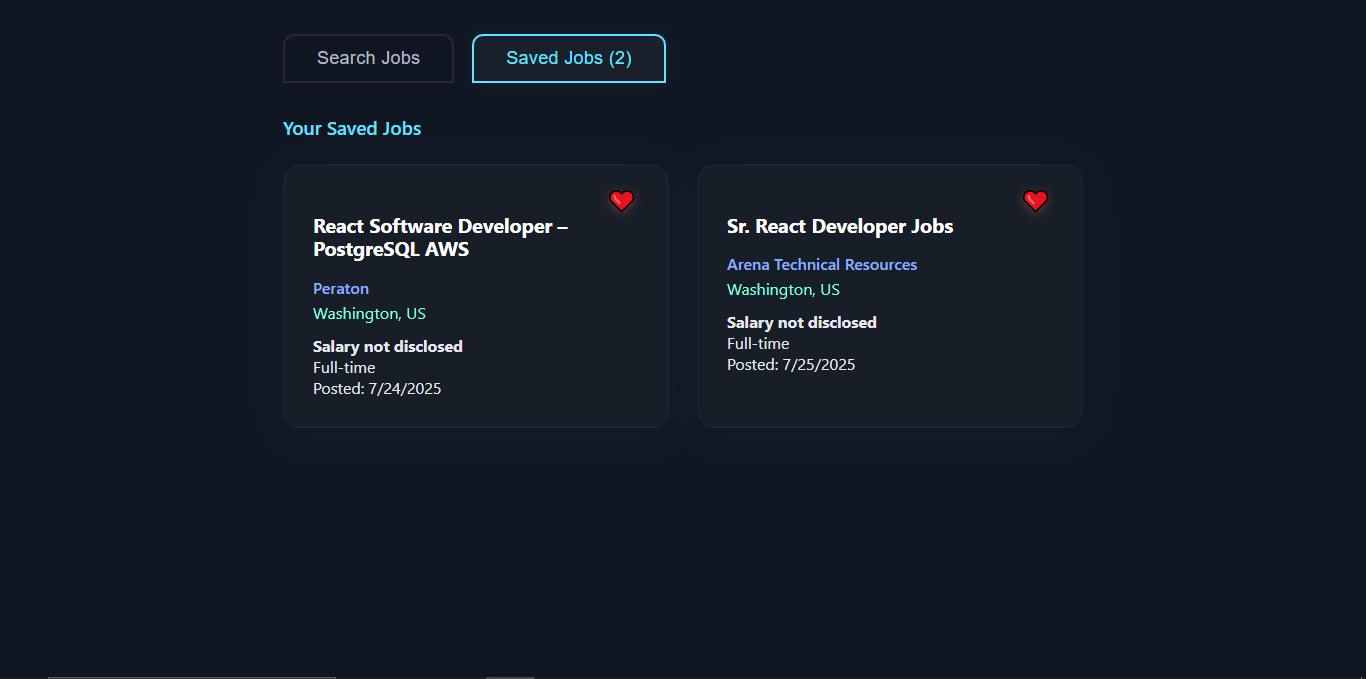 Search Jobs
Saved Jobs (2)
Your Saved Jobs
React Software Developer –
PostgreSQL AWS
Peraton
Washington, US
Salary not disclosed
Full-time
Posted: 7/24/2025
Sr. React Developer Jobs
Arena Technical Resources
Washington, US
Salary not disclosed
Full-time
Posted: 7/25/2025